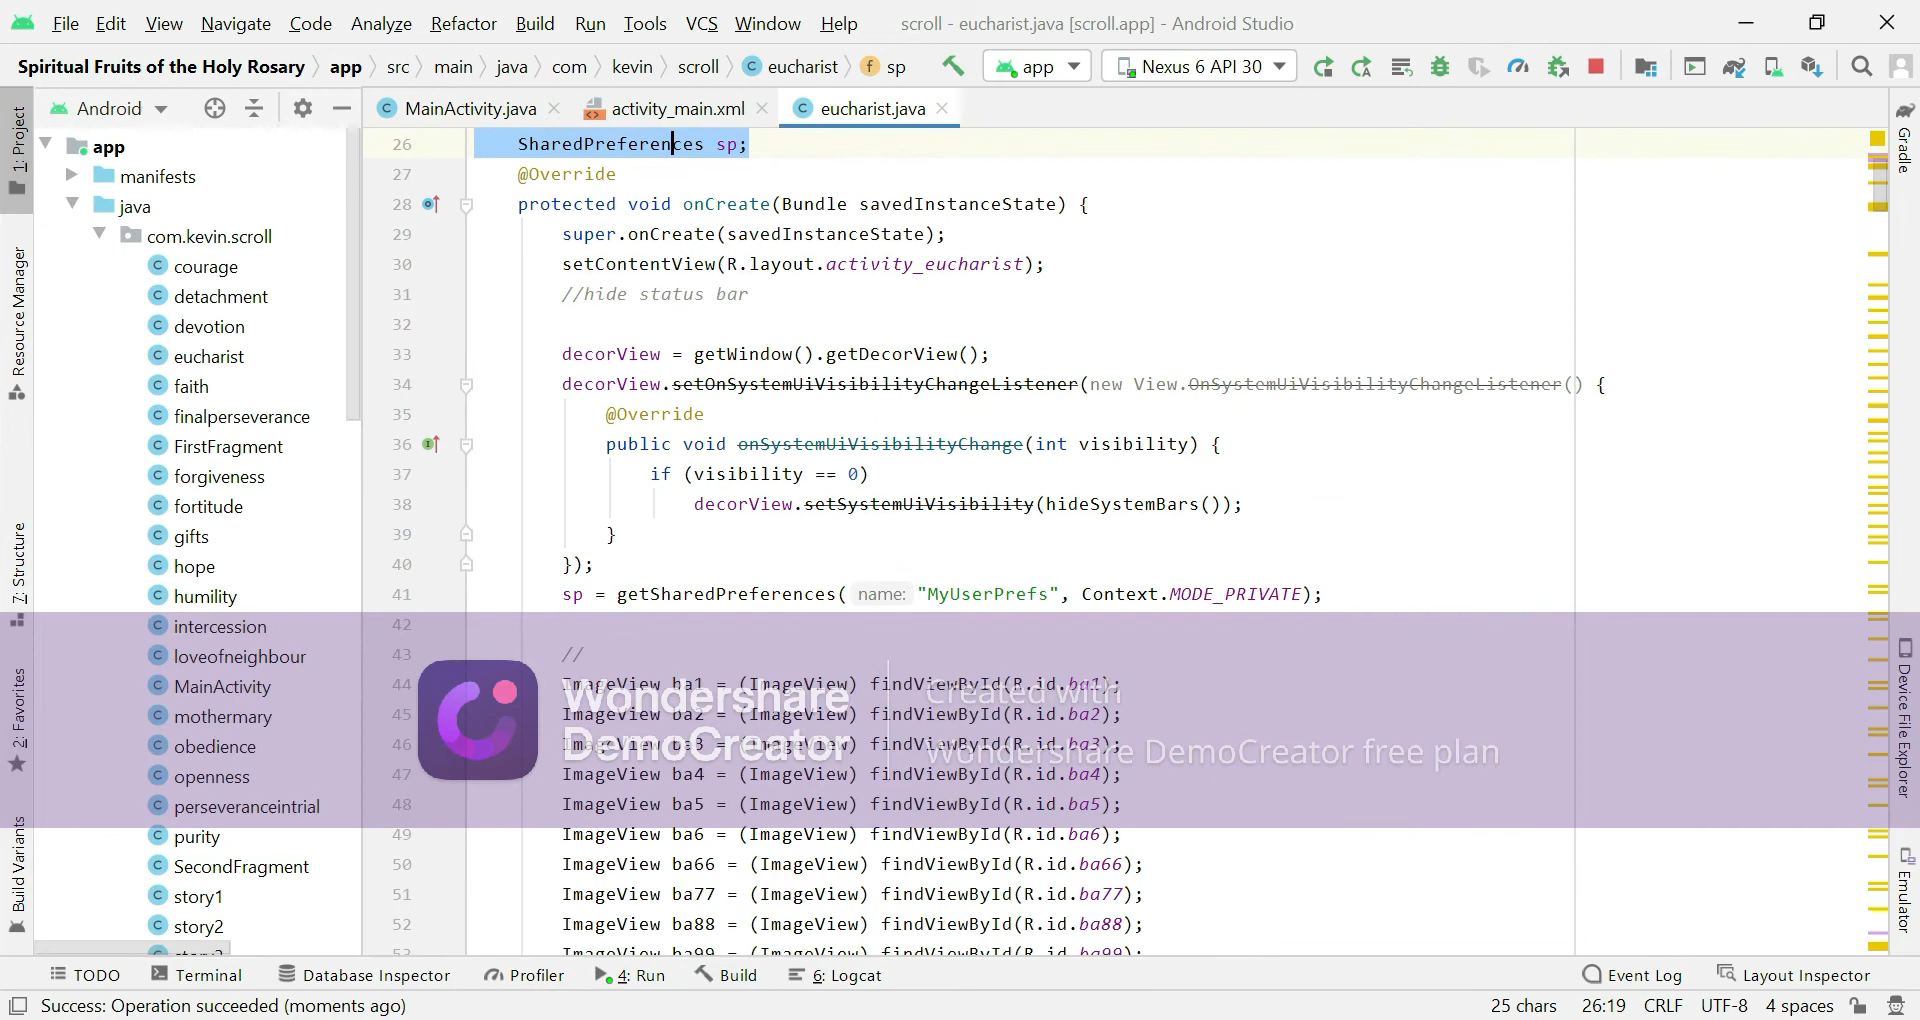 File Edit View Navigate Code Analyze Refactor Build Run Tools VCS Window Help scroll - eucharist.java [scroll.app] - Android Studio
Spiritual Fruits of the Holy Rosary app src main java com kevin scroll eucharist sp app Nexus 6 API 30
Android MainActivity.java activity_main.xml eucharist.java
1: Project
Resource Manager
7: Structure
2: Favorites
Build Variants
app
manifests
java
com.kevin.scroll
courage
detachment
devotion
eucharist
faith
finalperseverance
FirstFragment
forgiveness
fortitude
gifts
hope
humility
intercession
loveofneighbour
MainActivity
mothermary
obedience
openness
perseveranceintrial
purity
SecondFragment
story1
story2
26 SharedPreferences sp;
27 @Override
28 protected void onCreate(Bundle savedInstanceState) {
29 super.onCreate(savedInstanceState);
30 setContentView(R.layout.activity_eucharist);
31 //hide status bar
32
33 decorView = getWindow().getDecorView();
34 decorView.setOnSystemUiVisibilityChangeListener(new View.OnSystemUiVisibilityChangeListener() {
35 @Override
36 public void onSystemUiVisibilityChange(int visibility) {
37 if (visibility == 0)
38 decorView.setSystemUiVisibility(hideSystemBars());
39 }
40 });
41 sp = getSharedPreferences( name: "MyUserPrefs", Context.MODE_PRIVATE);
42
43 //
44 ImageView ba1 = (ImageView) findViewById(R.id.ba1);
45 ImageView ba2 = (ImageView) findViewById(R.id.ba2);
46 ImageView ba3 = (ImageView) findViewById(R.id.ba3);
47 ImageView ba4 = (ImageView) findViewById(R.id.ba4);
48 ImageView ba5 = (ImageView) findViewById(R.id.ba5);
49 ImageView ba6 = (ImageView) findViewById(R.id.ba6);
50 ImageView ba66 = (ImageView) findViewById(R.id.ba66);
51 ImageView ba77 = (ImageView) findViewById(R.id.ba77);
52 ImageView ba88 = (ImageView) findViewById(R.id.ba88);
53 ImageView ba99 = (ImageView) findViewById(R.id.ba99);
Wondershare
DemoCreator
Created with
Wondershare DemoCreator free plan
Gradle
Device File Explorer
Emulator
TODO Terminal Database Inspector Profiler 4: Run Build 6: Logcat Event Log Layout Inspector
Success: Operation succeeded (moments ago) 25 chars 26:19 CRLF UTF-8 4 spaces